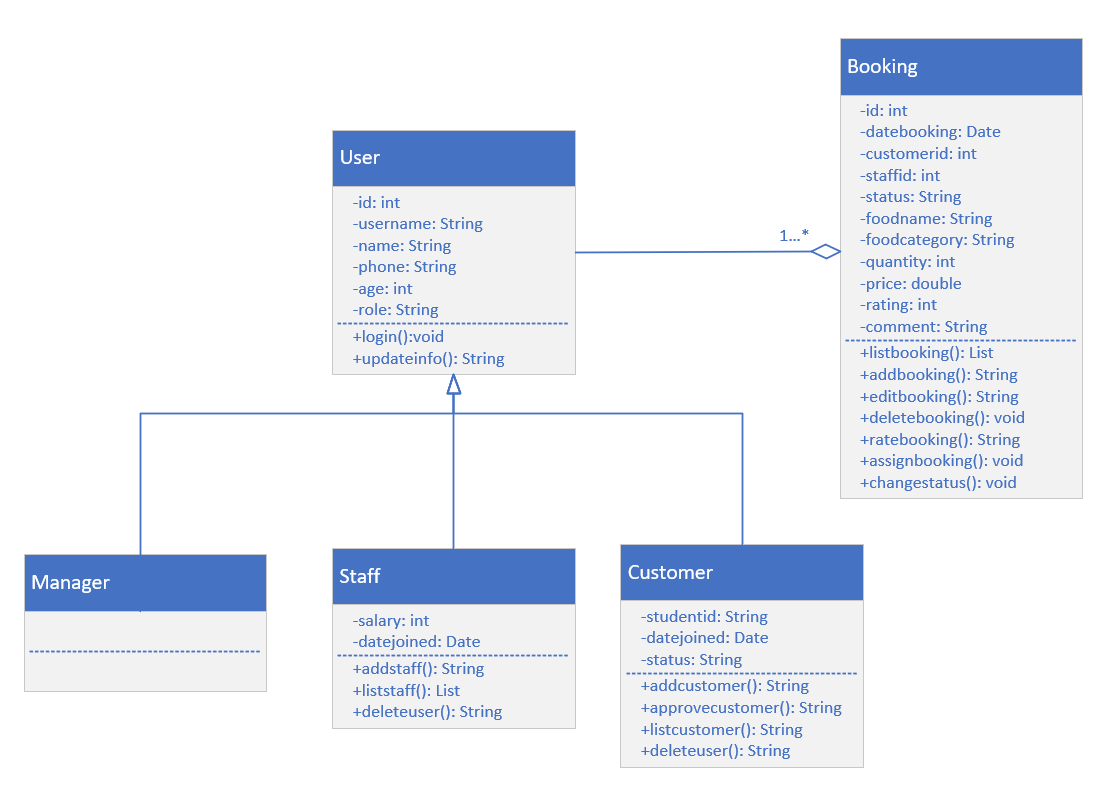 User
-id: int
-username: String
-name: String
-phone: String
-age: int
-role: String
+login():void
+updateinfo(): String
1...*
Booking
-id: int
-datebooking: Date
-customerid: int
-staffid: int
-status: String
-foodname: String
-foodcategory: String
-quantity: int
-price: double
-rating: int
-comment: String
+listbooking(): List
+addbooking(): String
+editbooking(): String
+deletebooking(): void
+ratebooking(): String
+assignbooking(): void
+changestatus(): void
Manager
Staff
-salary: int
-datejoined: Date
+addstaff(): String
+liststaff(): List
+deleteuser(): String
Customer
-studentid: String
-datejoined: Date
-status: String
+addcustomer(): String
+approvecustomer(): String
+listcustomer(): String
+deleteuser(): String